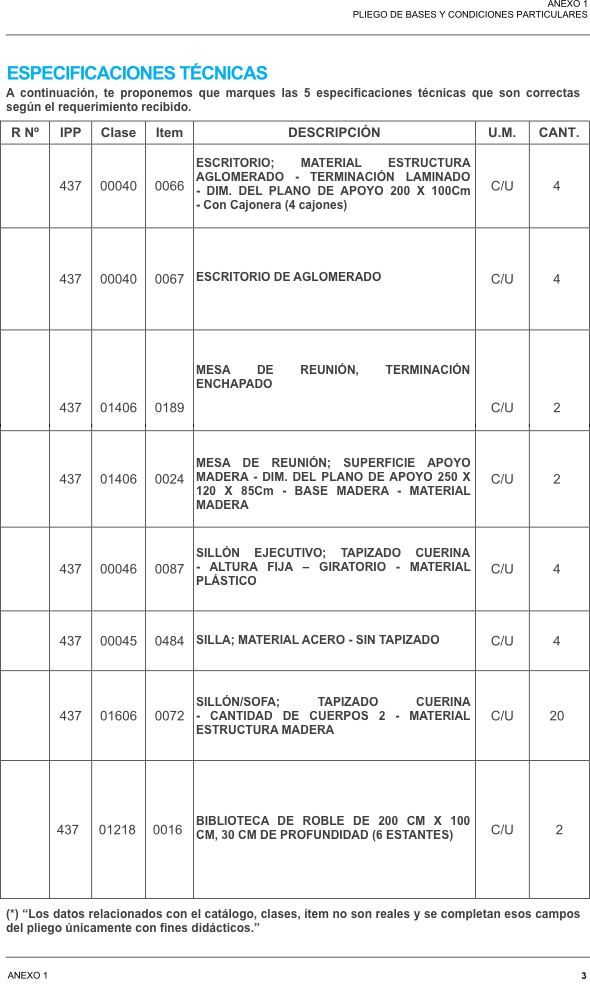 ANEXO 1
PLIEGO DE BASES Y CONDICIONES PARTICULARES
ESPECIFICACIONES TÉCNICAS
A continuación, te proponemos que marques las 5 especificaciones técnicas que son correctas
según el requerimiento recibido.
R Nº IPP Clase Item DESCRIPCIÓN U.M. CANT.
ESCRITORIO; MATERIAL ESTRUCTURA
AGLOMERADO - TERMINACIÓN LAMINADO
437 00040 0066 - DIM. DEL PLANO DE APOYO 200 X 100Cm C/U 4
- Con Cajonera (4 cajones)
437 00040 0067 ESCRITORIO DE AGLOMERADO C/U 4
MESA DE REUNIÓN, TERMINACIÓN
ENCHAPADO
437 01406 0189 C/U 2
MESA DE REUNIÓN; SUPERFICIE APOYO
437 01406 0024 MADERA - DIM. DEL PLANO DE APOYO 250 X C/U 2
120 X 85Cm - BASE MADERA - MATERIAL
MADERA
SILLÓN EJECUTIVO; TAPIZADO CUERINA
437 00046 0087 - ALTURA FIJA – GIRATORIO - MATERIAL C/U 4
PLÁSTICO
437 00045 0484 SILLA; MATERIAL ACERO - SIN TAPIZADO C/U 4
SILLÓN/SOFA; TAPIZADO CUERINA
437 01606 0072 - CANTIDAD DE CUERPOS 2 - MATERIAL C/U 20
ESTRUCTURA MADERA
437 01218 0016 BIBLIOTECA DE ROBLE DE 200 CM X 100 C/U 2
CM, 30 CM DE PROFUNDIDAD (6 ESTANTES)
(*) “Los datos relacionados con el catálogo, clases, ítem no son reales y se completan esos campos
del pliego únicamente con fines didácticos.”
ANEXO 1 3